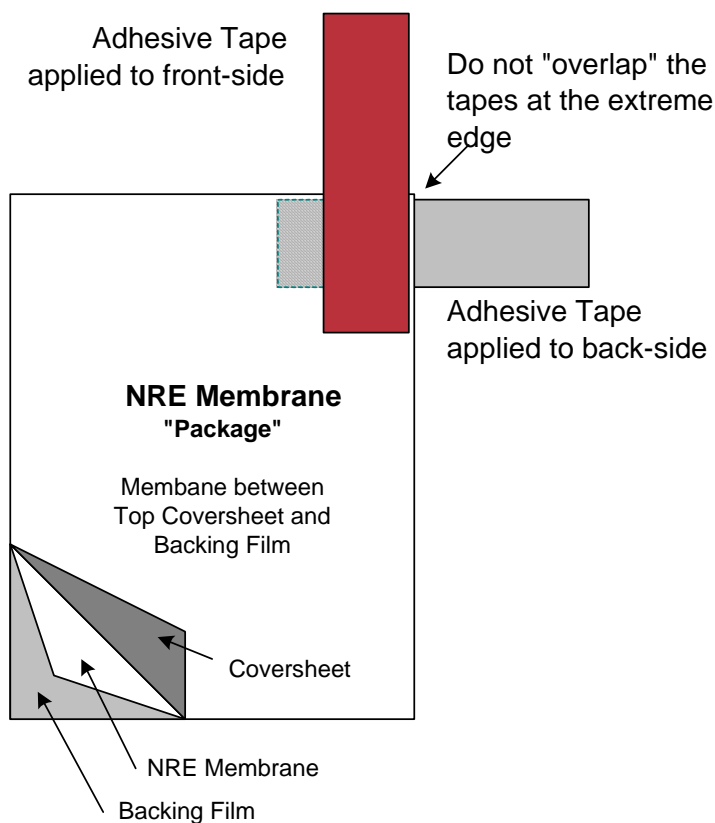 Adhesive Tape
applied to front-side
Do not "overlap" the
tapes at the extreme
edge
Adhesive Tape
applied to back-side
NRE Membrane
"Package"
Membane between
Top Coversheet and
Backing Film
Coversheet
NRE Membrane
Backing Film